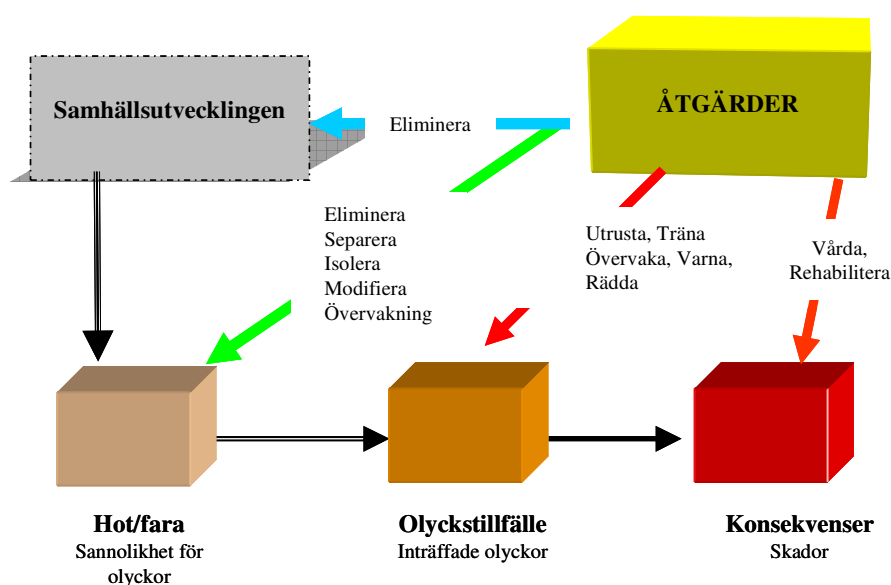 Samhällsutvecklingen
ÅTGÄRDER
Eliminera
Eliminera
Separera
Isolera
Modifiera
Övervakning
Utrusta, Träna
Övervaka, Varna,
Rädda
Vårda,
Rehabilitera
Hot/fara
Sannolikhet för
olyckor
Olyckstillfälle
Inträffade olyckor
Konsekvenser
Skador